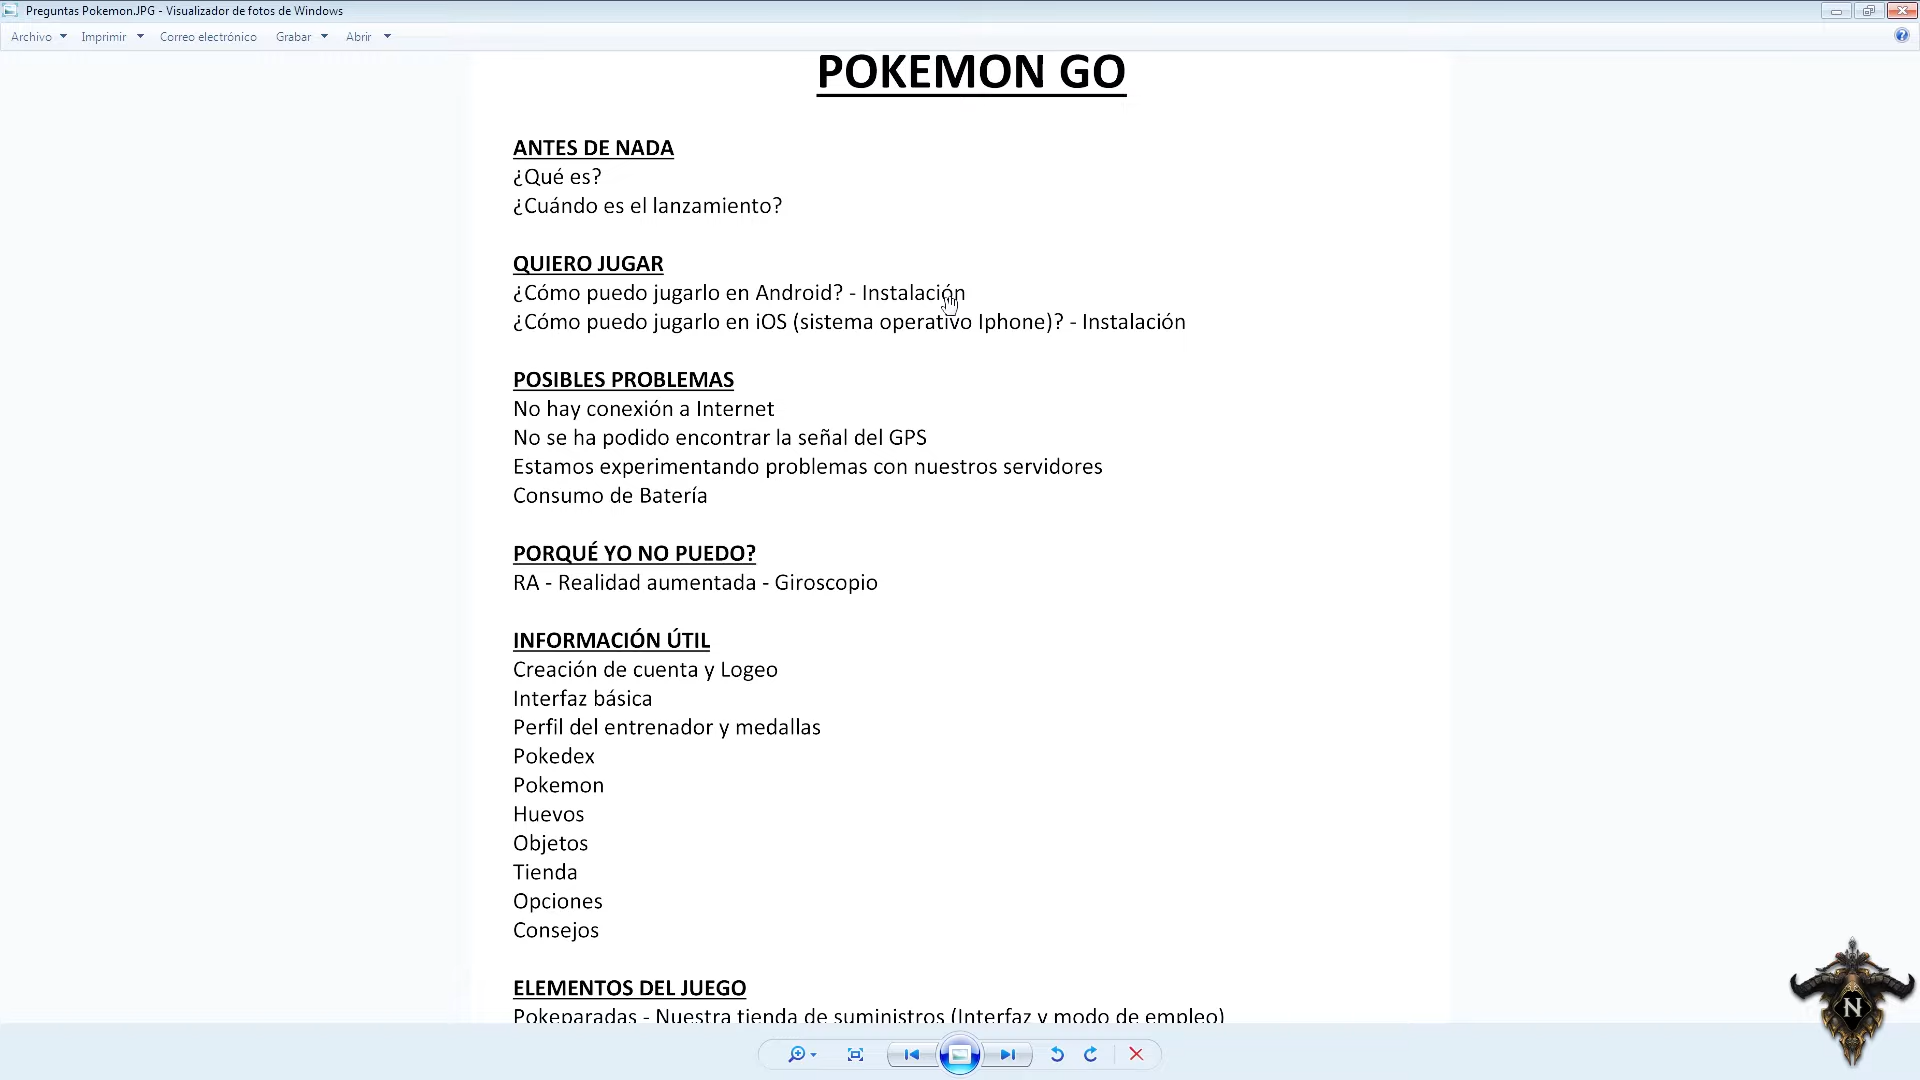 Preguntas Pokemon.JPG - Visualizador de fotos de Windows
Archivo Imprimir Correo electrónico Grabar Abrir
POKEMON GO
ANTES DE NADA
¿Qué es?
¿Cuándo es el lanzamiento?
QUIERO JUGAR
¿Cómo puedo jugarlo en Android? - Instalación
¿Cómo puedo jugarlo en iOS (sistema operativo Iphone)? - Instalación
POSIBLES PROBLEMAS
No hay conexión a Internet
No se ha podido encontrar la señal del GPS
Estamos experimentando problemas con nuestros servidores
Consumo de Batería
PORQUÉ YO NO PUEDO?
RA - Realidad aumentada - Giroscopio
INFORMACIÓN ÚTIL
Creación de cuenta y Logeo
Interfaz básica
Perfil del entrenador y medallas
Pokedex
Pokemon
Huevos
Objetos
Tienda
Opciones
Consejos
ELEMENTOS DEL JUEGO
Pokeparadas - Nuestra tienda de suministros (Interfaz y modo de empleo)
N